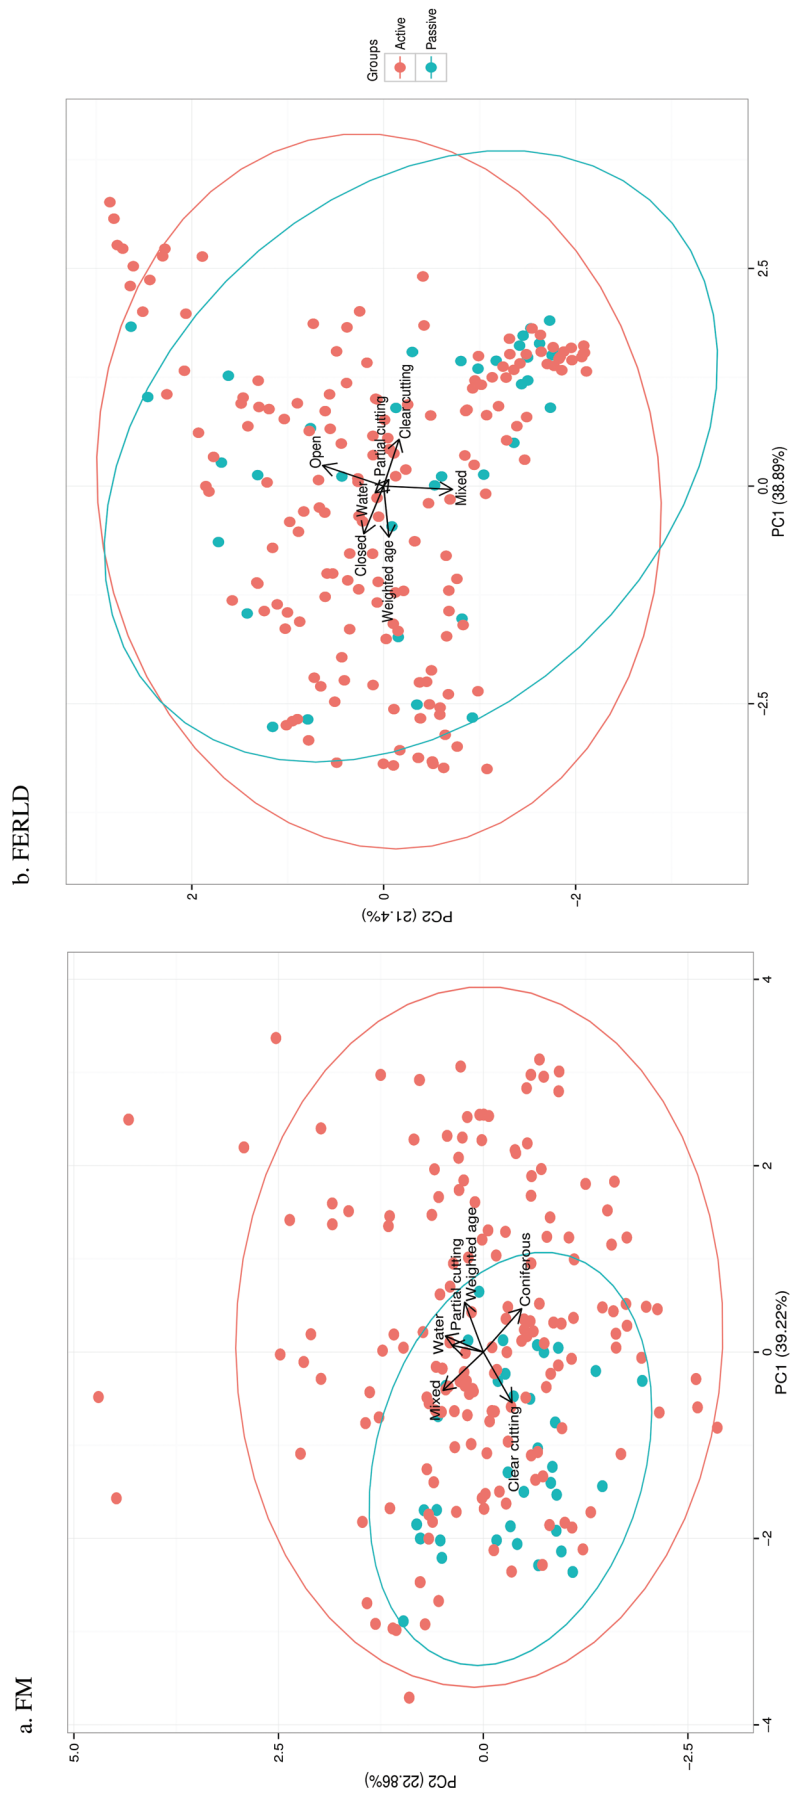 a. FM
5.0
2.5
0.0
−2.5
PC2 (22.86%)
−4
−2
0
2
4
PC1 (39.22%)
Mixed
Water
Partial cutting
Weighted age
Coniferous
Clear cutting
b. FERLD
2
0
−2
PC2 (21.4%)
−2.5
0.0
2.5
PC1 (38.89%)
Open
Partial cutting
Clear cutting
Water
Closed
Weighted age
Mixed
Groups
Active
Passive